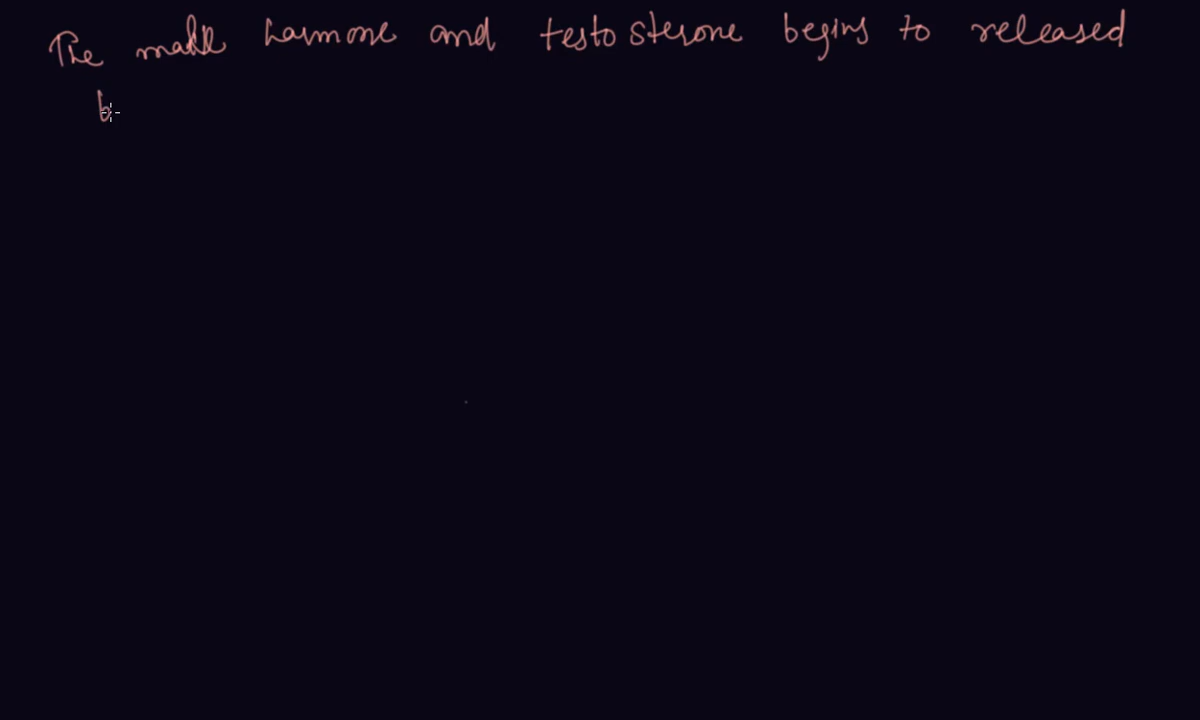 The male harmone and testosterone begins to released
b